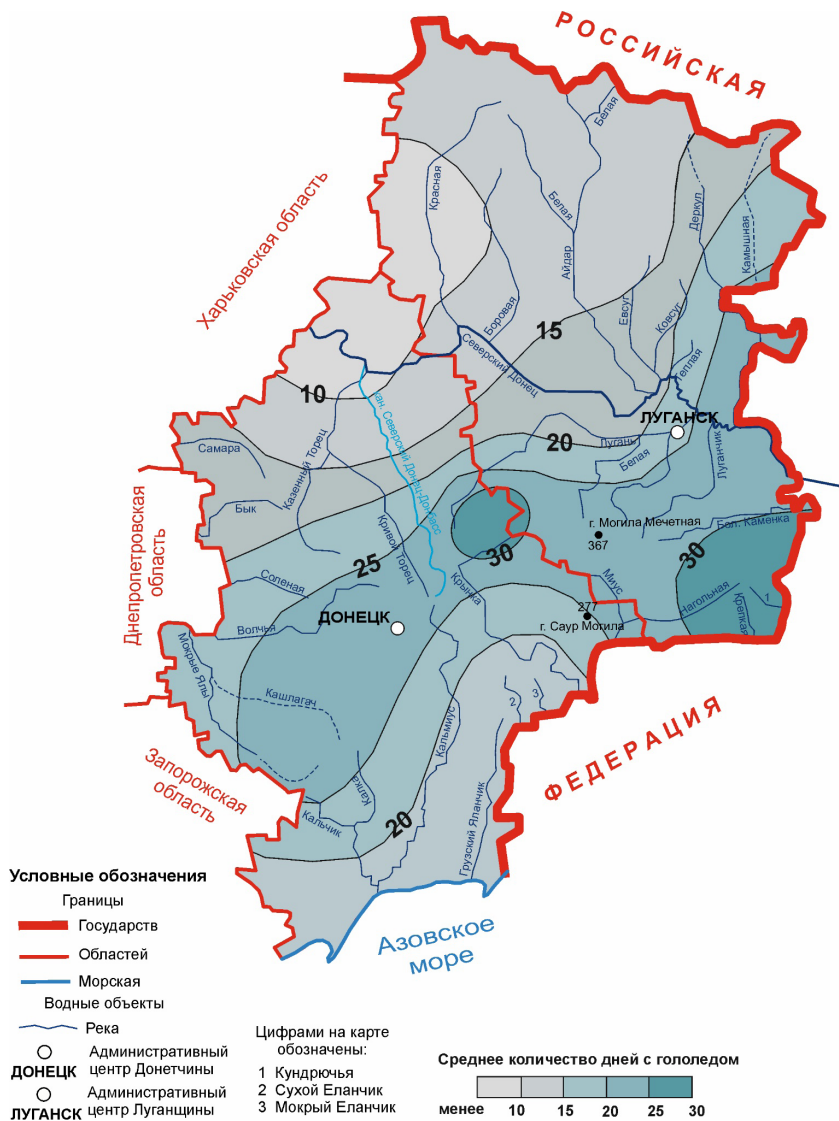 РОССИЙСКАЯ
Белая
Харьковская область
Красная
Белая
Деркул
Камышная
Айдар
Боровая
15
Евсуг
Ковсуг
Северский Донец
Теплая
10
кан. Северский Донец-Донбасс
ЛУГАНСК
20
Лугань
Белая
Луганчик
Самара
Казенный Торец
Бык
Днепропетровская
область
Кривой Торец
г. Могила Мечетная
367
Бол. Каменка
30
30
25
Соленая
Крынка
Миус
Нагольная
Крепкая
1
277
г. Саур Могила
ДОНЕЦК
Волчья
Мокрые Ялы
Кашлагач
2
3
ФЕДЕРАЦИЯ
Кальмиус
Запорожская
область
Капка
Кальчик
20
Грузский Яланчик
Азовское
море
Условные обозначения
Границы
Государств
Областей
Морская
Водные объекты
Река
ДОНЕЦК
Административный
центр Донетчины
ЛУГАНСК
Административный
центр Луганщины
Цифрами на карте
обозначены:
1 Кундрючья
2 Сухой Еланчик
3 Мокрый Еланчик
Среднее количество дней с гололедом
менее 10 15 20 25 30